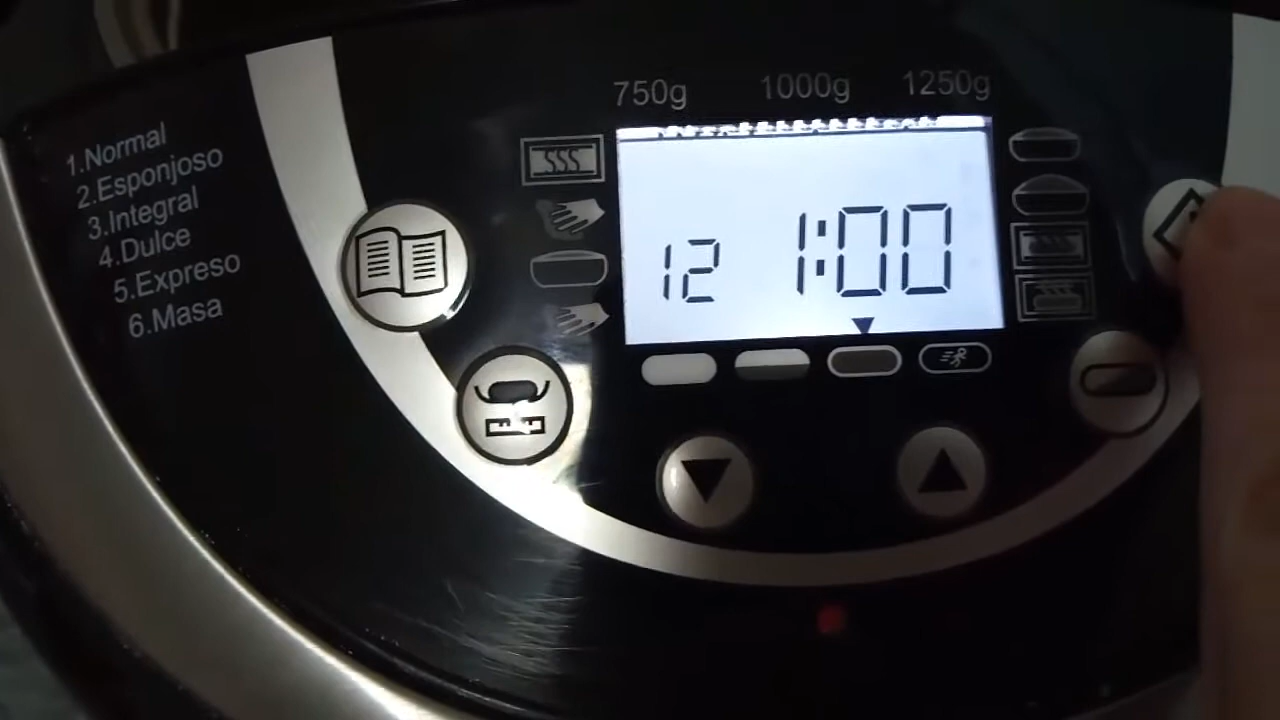 750g 1000g 1250g
1.Normal
2.Esponjoso
3.Integral
4.Dulce
5.Expreso
6.Masa
12 1:00